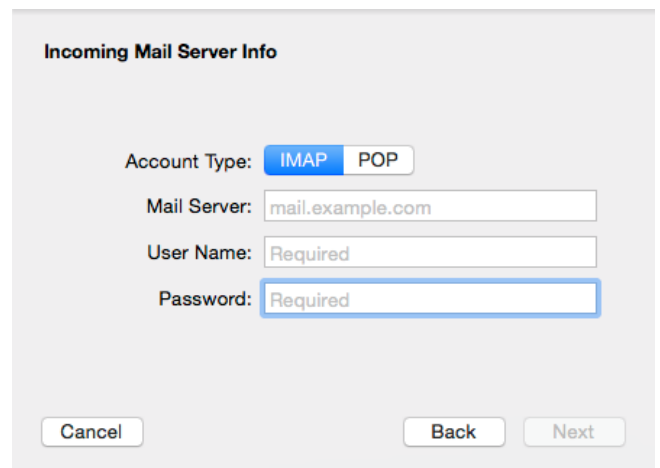 Incoming Mail Server Info
Account Type: IMAP POP
Mail Server: mail.example.com
User Name: Required
Password: Required
Cancel Back Next